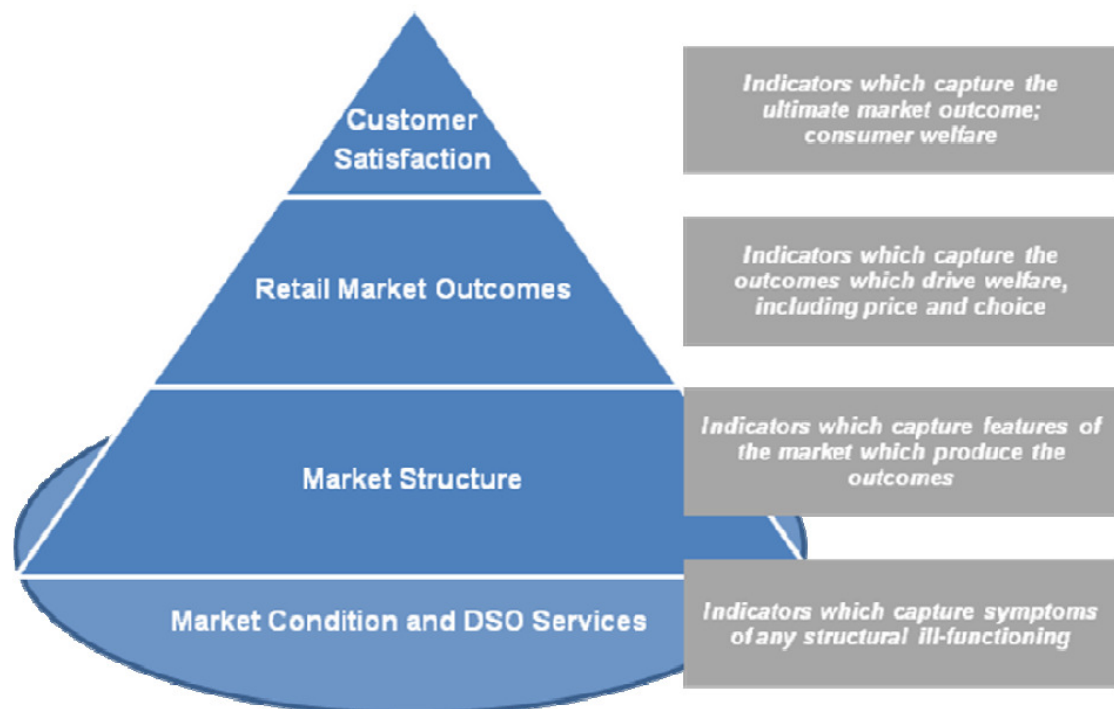 Customer
Satisfaction
Indicators which capture the
ultimate market outcome;
consumer welfare
Retail Market Outcomes
Indicators which capture the
outcomes which drive welfare,
including price and choice
Market Structure
Indicators which capture features of
the market which produce the
outcomes
Market Condition and DSO Services
Indicators which capture symptoms
of any structural ill-functioning